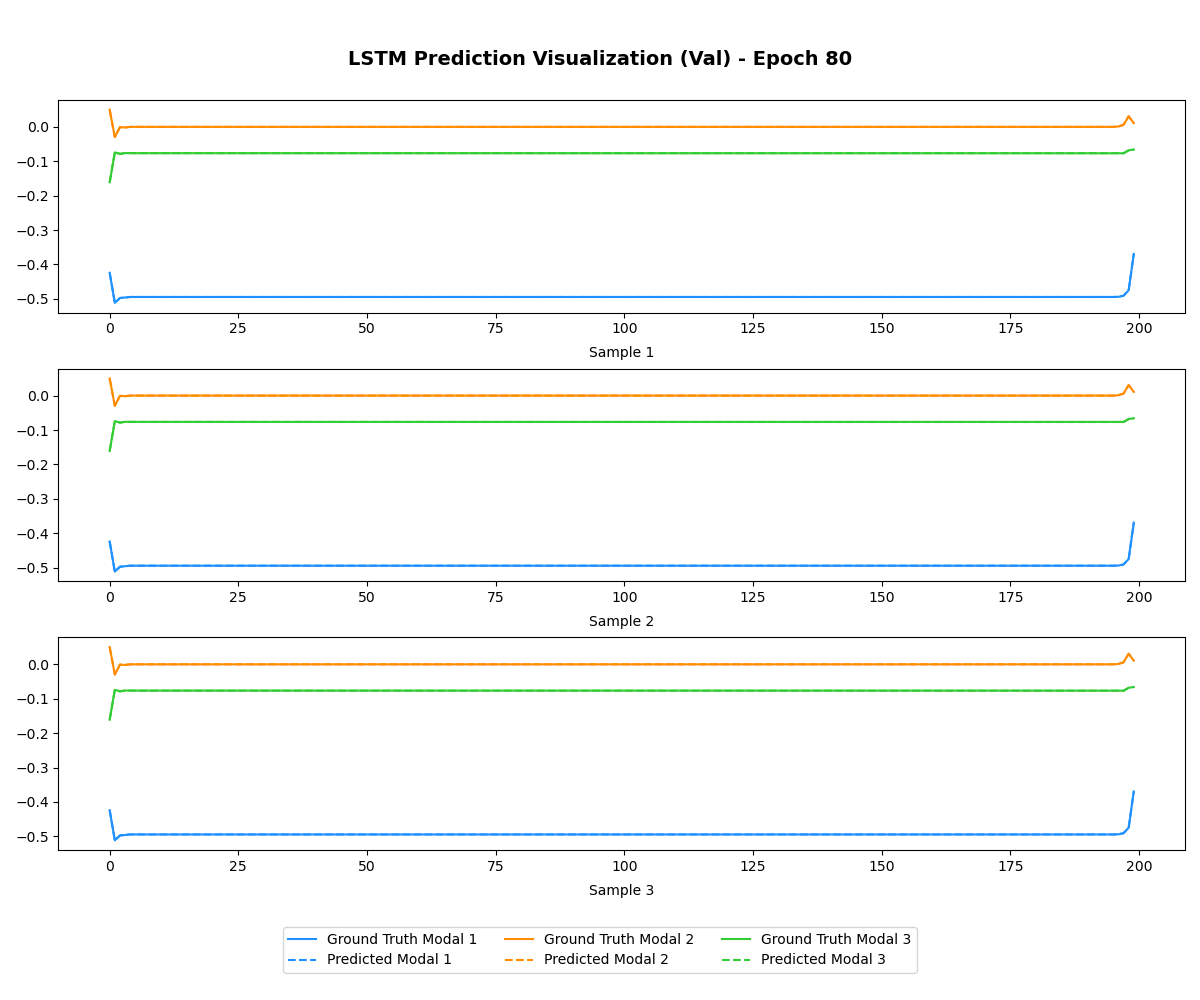 LSTM Prediction Visualization (Val) - Epoch 80
0.0
−0.1
−0.2
−0.3
−0.4
−0.5
0 25 50 75 100 125 150 175 200
Sample 1
0.0
−0.1
−0.2
−0.3
−0.4
−0.5
0 25 50 75 100 125 150 175 200
Sample 2
0.0
−0.1
−0.2
−0.3
−0.4
−0.5
0 25 50 75 100 125 150 175 200
Sample 3
Ground Truth Modal 1 Ground Truth Modal 2 Ground Truth Modal 3
Predicted Modal 1 Predicted Modal 2 Predicted Modal 3